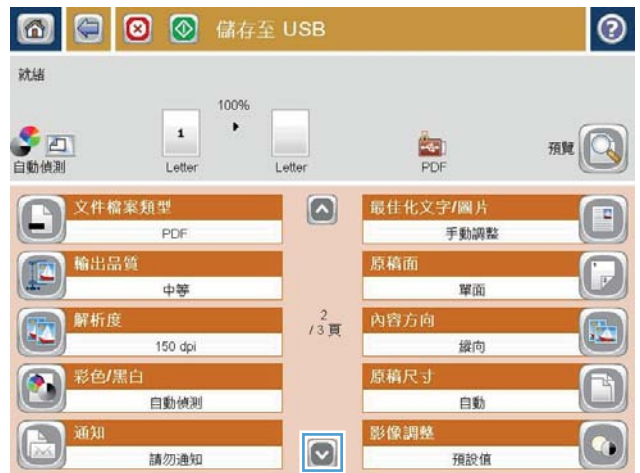 儲存至 USB
就緒
100%
1
自動偵測
Letter
Letter
PDF
預覽
文件檔案類型
PDF
最佳化文字/圖片
手動調整
輸出品質
中等
原稿面
單面
解析度
150 dpi
2
/ 3 頁
內容方向
縱向
彩色/黑白
自動偵測
原稿尺寸
自動
通知
請勿通知
影像調整
預設值